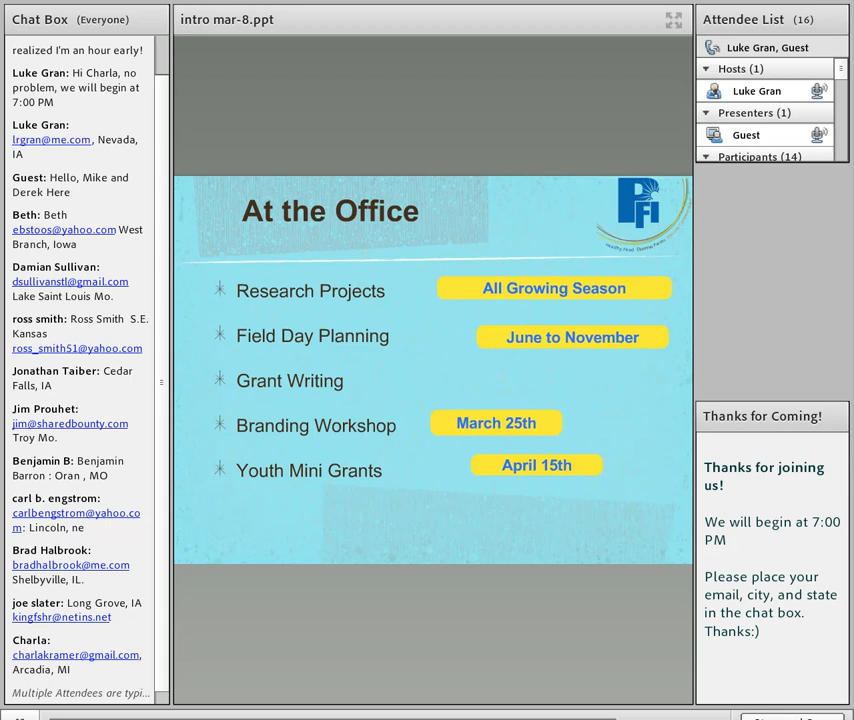 Chat Box (Everyone)
realized I'm an hour early!
Luke Gran: Hi Charla, no
problem, we will begin at
7:00 PM
Luke Gran:
lrgran@me.com, Nevada,
IA
Guest: Hello, Mike and
Derek Here
Beth: Beth
ebstoos@yahoo.com West
Branch, Iowa
Damian Sullivan:
dsullivanstl@gmail.com
Lake Saint Louis Mo.
ross smith: Ross Smith S.E.
Kansas
ross_smith51@yahoo.com
Jonathan Taiber: Cedar
Falls, IA
Jim Prouhet:
jim@sharedbounty.com
Troy Mo.
Benjamin B: Benjamin
Barron : Oran , MO
carl b. engstrom:
carlbengstrom@yahoo.co
m: Lincoln, ne
Brad Halbrook:
bradhalbrook@me.com
Shelbyville, IL.
joe slater: Long Grove, IA
kingfshr@netins.net
Charla:
charlakramer@gmail.com,
Arcadia, MI
Multiple Attendees are typi...
intro mar-8.ppt
At the Office
PFI
Research Projects All Growing Season
Field Day Planning June to November
Grant Writing
Branding Workshop March 25th
Youth Mini Grants April 15th
Attendee List (16)
Luke Gran, Guest
Hosts (1)
Luke Gran
Presenters (1)
Guest
Participants (14)
Thanks for Coming!
Thanks for joining
us!
We will begin at 7:00
PM
Please place your
email, city, and state
in the chat box.
Thanks:)